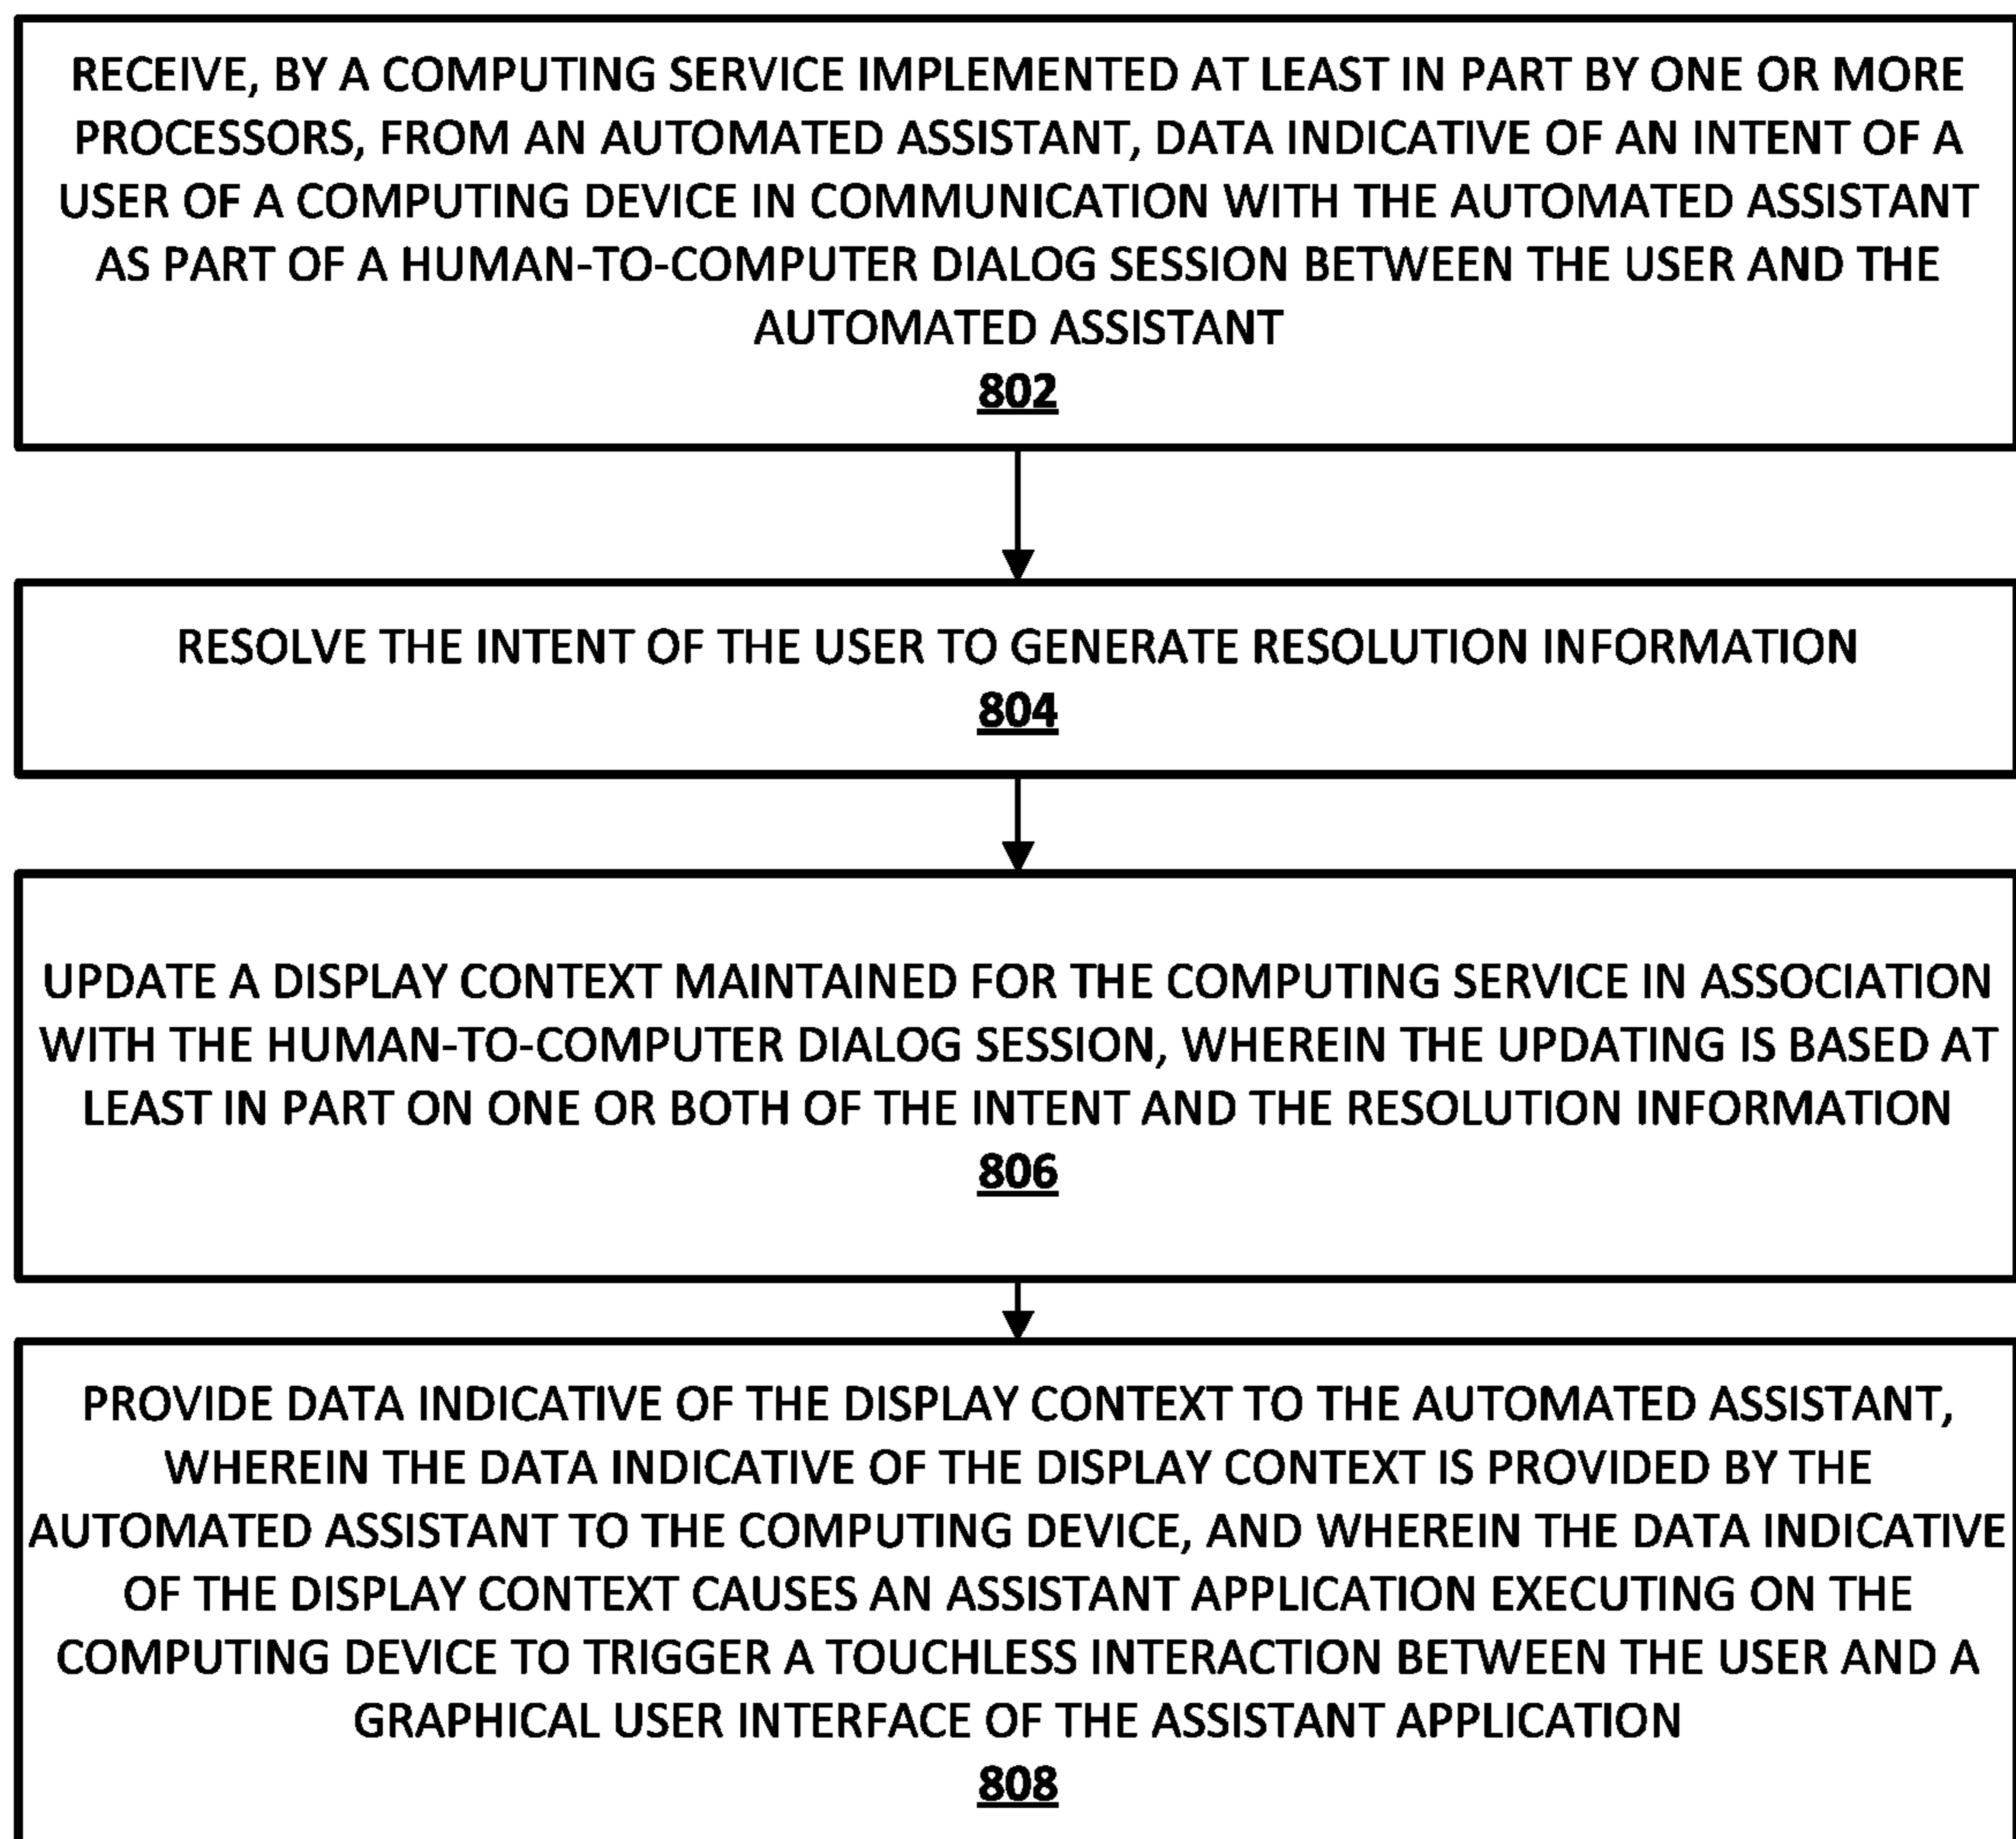 RECEIVE, BY A COMPUTING SERVICE IMPLEMENTED AT LEAST IN PART BY ONE OR MORE
PROCESSORS, FROM AN AUTOMATED ASSISTANT, DATA INDICATIVE OF AN INTENT OF A
USER OF A COMPUTING DEVICE IN COMMUNICATION WITH THE AUTOMATED ASSISTANT
AS PART OF A HUMAN-TO-COMPUTER DIALOG SESSION BETWEEN THE USER AND THE
AUTOMATED ASSISTANT
802
RESOLVE THE INTENT OF THE USER TO GENERATE RESOLUTION INFORMATION
804
UPDATE A DISPLAY CONTEXT MAINTAINED FOR THE COMPUTING SERVICE IN ASSOCIATION
WITH THE HUMAN-TO-COMPUTER DIALOG SESSION, WHEREIN THE UPDATING IS BASED AT
LEAST IN PART ON ONE OR BOTH OF THE INTENT AND THE RESOLUTION INFORMATION
806
PROVIDE DATA INDICATIVE OF THE DISPLAY CONTEXT TO THE AUTOMATED ASSISTANT,
WHEREIN THE DATA INDICATIVE OF THE DISPLAY CONTEXT IS PROVIDED BY THE
AUTOMATED ASSISTANT TO THE COMPUTING DEVICE, AND WHEREIN THE DATA INDICATIVE
OF THE DISPLAY CONTEXT CAUSES AN ASSISTANT APPLICATION EXECUTING ON THE
COMPUTING DEVICE TO TRIGGER A TOUCHLESS INTERACTION BETWEEN THE USER AND A
GRAPHICAL USER INTERFACE OF THE ASSISTANT APPLICATION
808